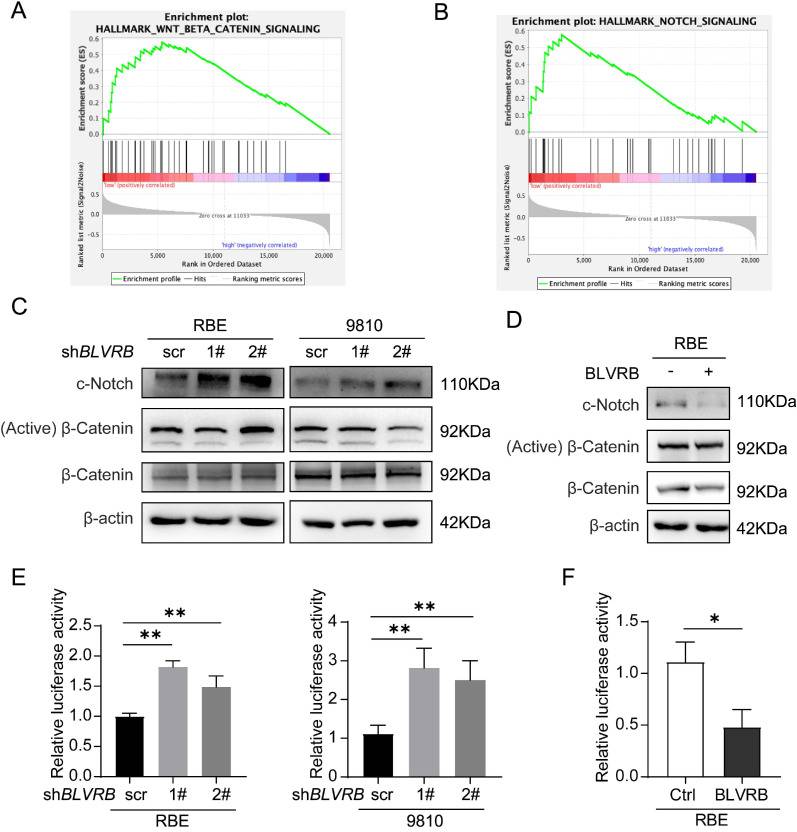 A
Enrichment plot:
HALLMARK_WNT_BETA_CATENIN_SIGNALING
Enrichment score (ES)
0.6
0.5
0.4
0.3
0.2
0.1
0.0
'low' (positively correlated)
Ranked list metric (Signal2Noise)
0.5
0.0
-0.5
Zero cross at 11033
'high' (negatively correlated)
0 5,000 10,000 15,000 20,000
Rank in Ordered Dataset
Enrichment profile Hits Ranking metric scores
B
Enrichment plot: HALLMARK_NOTCH_SIGNALING
Enrichment score (ES)
0.6
0.5
0.4
0.3
0.2
0.1
0.0
'low' (positively correlated)
Ranked list metric (Signal2Noise)
0.5
0.0
-0.5
Zero cross at 11033
'high' (negatively correlated)
0 5,000 10,000 15,000 20,000
Rank in Ordered Dataset
Enrichment profile Hits Ranking metric scores
C
RBE 9810
shBLVRB scr 1# 2# scr 1# 2#
c-Notch 110KDa
(Active) β-Catenin 92KDa
β-Catenin 92KDa
β-actin 42KDa
D
RBE
BLVRB - +
c-Notch 110KDa
(Active) β-Catenin 92KDa
β-Catenin 92KDa
β-actin 42KDa
E
Relative luciferase activity
2.5
2.0
1.5
1.0
0.5
0.0
**
**
shBLVRB scr 1# 2#
RBE
Relative luciferase activity
4
3
2
1
0
**
**
shBLVRB scr 1# 2#
9810
F
Relative luciferase activity
1.5
1.0
0.5
0.0
*
Ctrl BLVRB
RBE